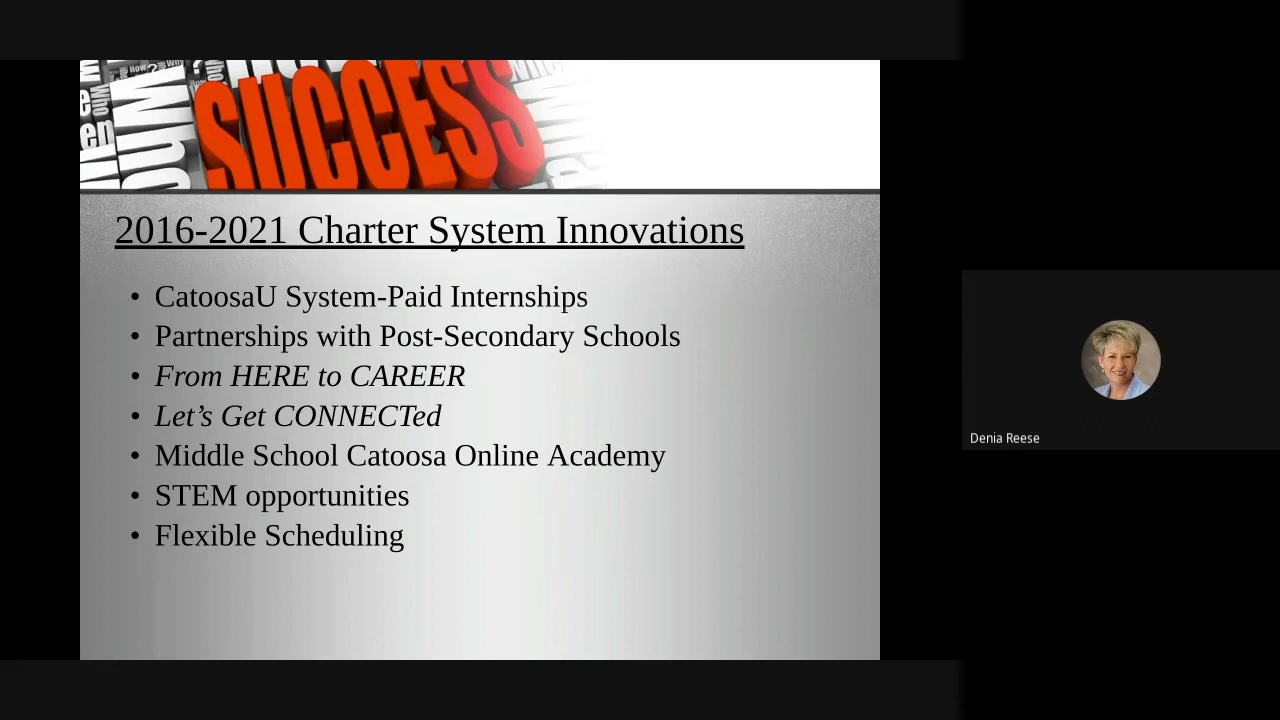 SUCCESS
2016-2021 Charter System Innovations
• CatoosaU System-Paid Internships
• Partnerships with Post-Secondary Schools
• From HERE to CAREER
• Let’s Get CONNECTed
• Middle School Catoosa Online Academy
• STEM opportunities
• Flexible Scheduling
Denia Reese